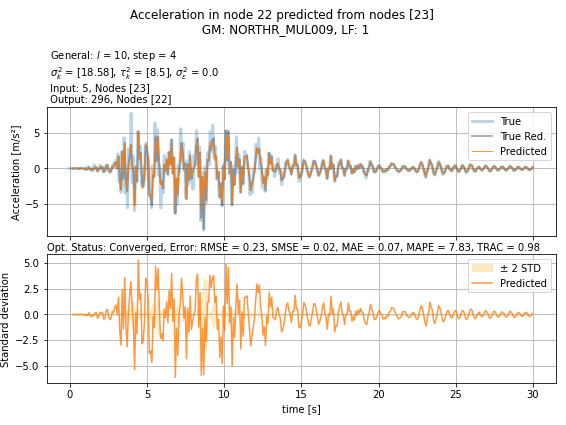 Acceleration in node 22 predicted from nodes [23]
GM: NORTHR_MUL009, LF: 1
General: l = 10, step = 4
σ²ₖ = [18.58], τ²ₖ = [8.5], σ²ε = 0.0
Input: 5, Nodes [23]
Output: 296, Nodes [22]
Acceleration [m/s²]
5
0
−5
True
True Red.
Predicted
Opt. Status: Converged, Error: RMSE = 0.23, SMSE = 0.02, MAE = 0.07, MAPE = 7.83, TRAC = 0.98
Standard deviation
5.0
2.5
0.0
−2.5
−5.0
± 2 STD
Predicted
0 5 10 15 20 25 30
time [s]